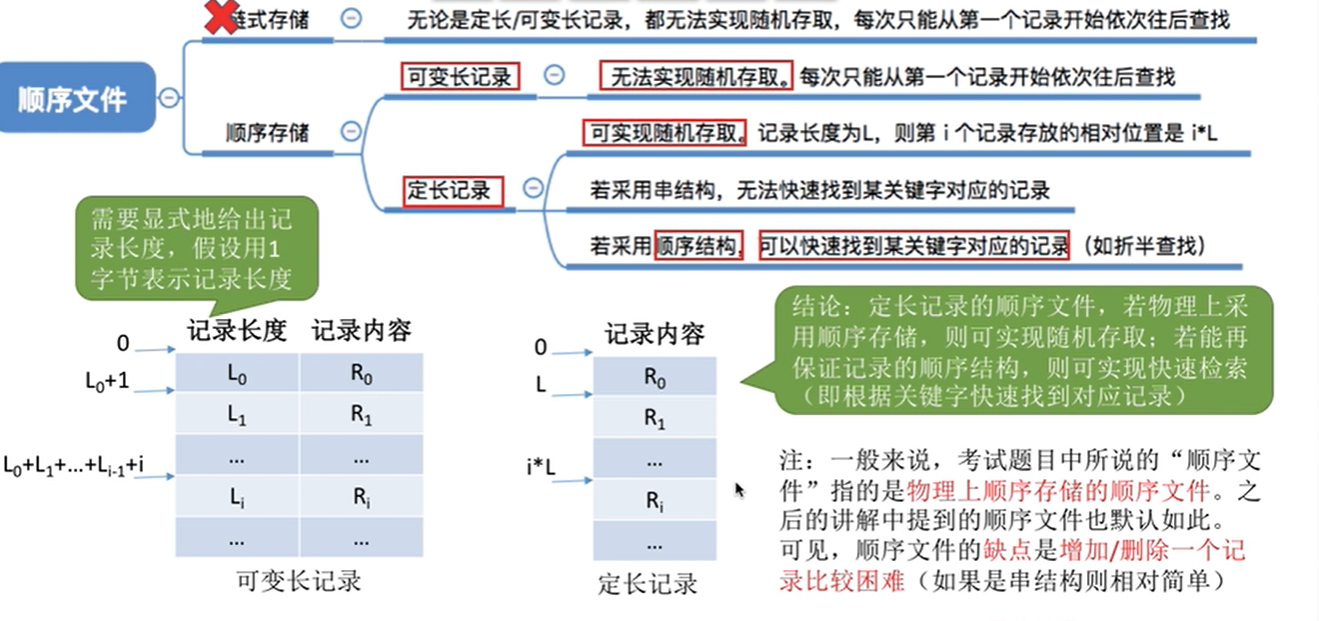 链式存储
无论是定长/可变长记录，都无法实现随机存取，每次只能从第一个记录开始依次往后查找
顺序文件
可变长记录
无法实现随机存取。每次只能从第一个记录开始依次往后查找
顺序存储
可实现随机存取。记录长度为L，则第 i 个记录存放的相对位置是 i*L
定长记录
若采用串结构，无法快速找到某关键字对应的记录
若采用顺序结构，可以快速找到某关键字对应的记录（如折半查找）
需要显式地给出记
录长度，假设用1
字节表示记录长度
记录长度 记录内容
0
L₀ R₀
L₀+1
L₁ R₁
... ...
L₀+L₁+...+Lᵢ₋₁+i
Lᵢ Rᵢ
... ...
可变长记录
记录内容
0
R₀
L
R₁
...
i*L
Rᵢ
...
定长记录
结论：定长记录的顺序文件，若物理上采
用顺序存储，则可实现随机存取；若能再
保证记录的顺序结构，则可实现快速检索
（即根据关键字快速找到对应记录）
注：一般来说，考试题目中所说的“顺序文
件”指的是物理上顺序存储的顺序文件。之
后的讲解中提到的顺序文件也默认如此。
可见，顺序文件的缺点是增加/删除一个记
录比较困难（如果是串结构则相对简单）